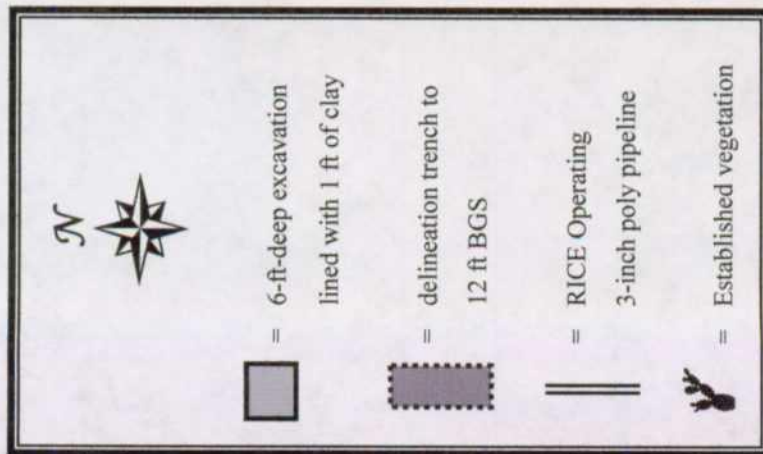 N
= 6-ft-deep excavation
lined with 1 ft of clay
= delineation trench to
12 ft BGS
= RICE Operating
3-inch poly pipeline
= Established vegetation